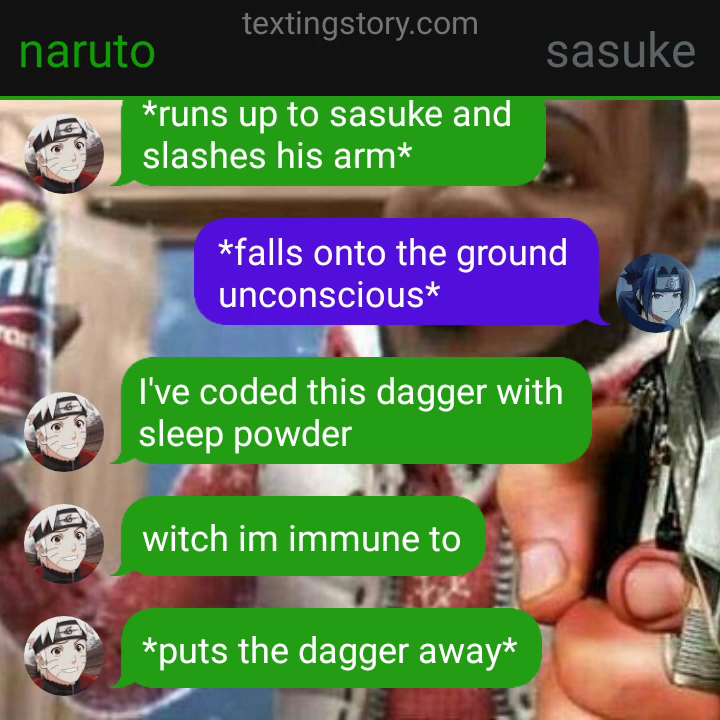 textingstory.com
naruto
sasuke
*runs up to sasuke and
slashes his arm*
*falls onto the ground
unconscious*
I've coded this dagger with
sleep powder
witch im immune to
*puts the dagger away*